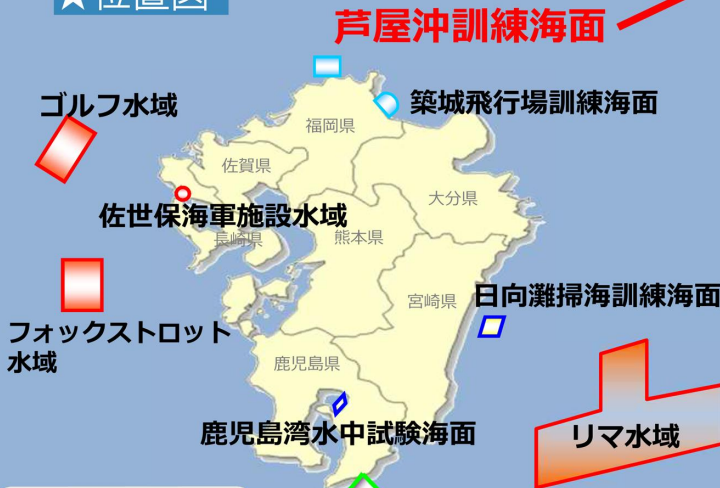 ★位置図
芦屋沖訓練海面
ゴルフ水域
築城飛行場訓練海面
福岡県
佐賀県
大分県
佐世保海軍施設水域
長崎県
熊本県
宮崎県
日向灘掃海訓練海面
フォックストロット
水域
鹿児島県
鹿児島湾水中試験海面
リマ水域